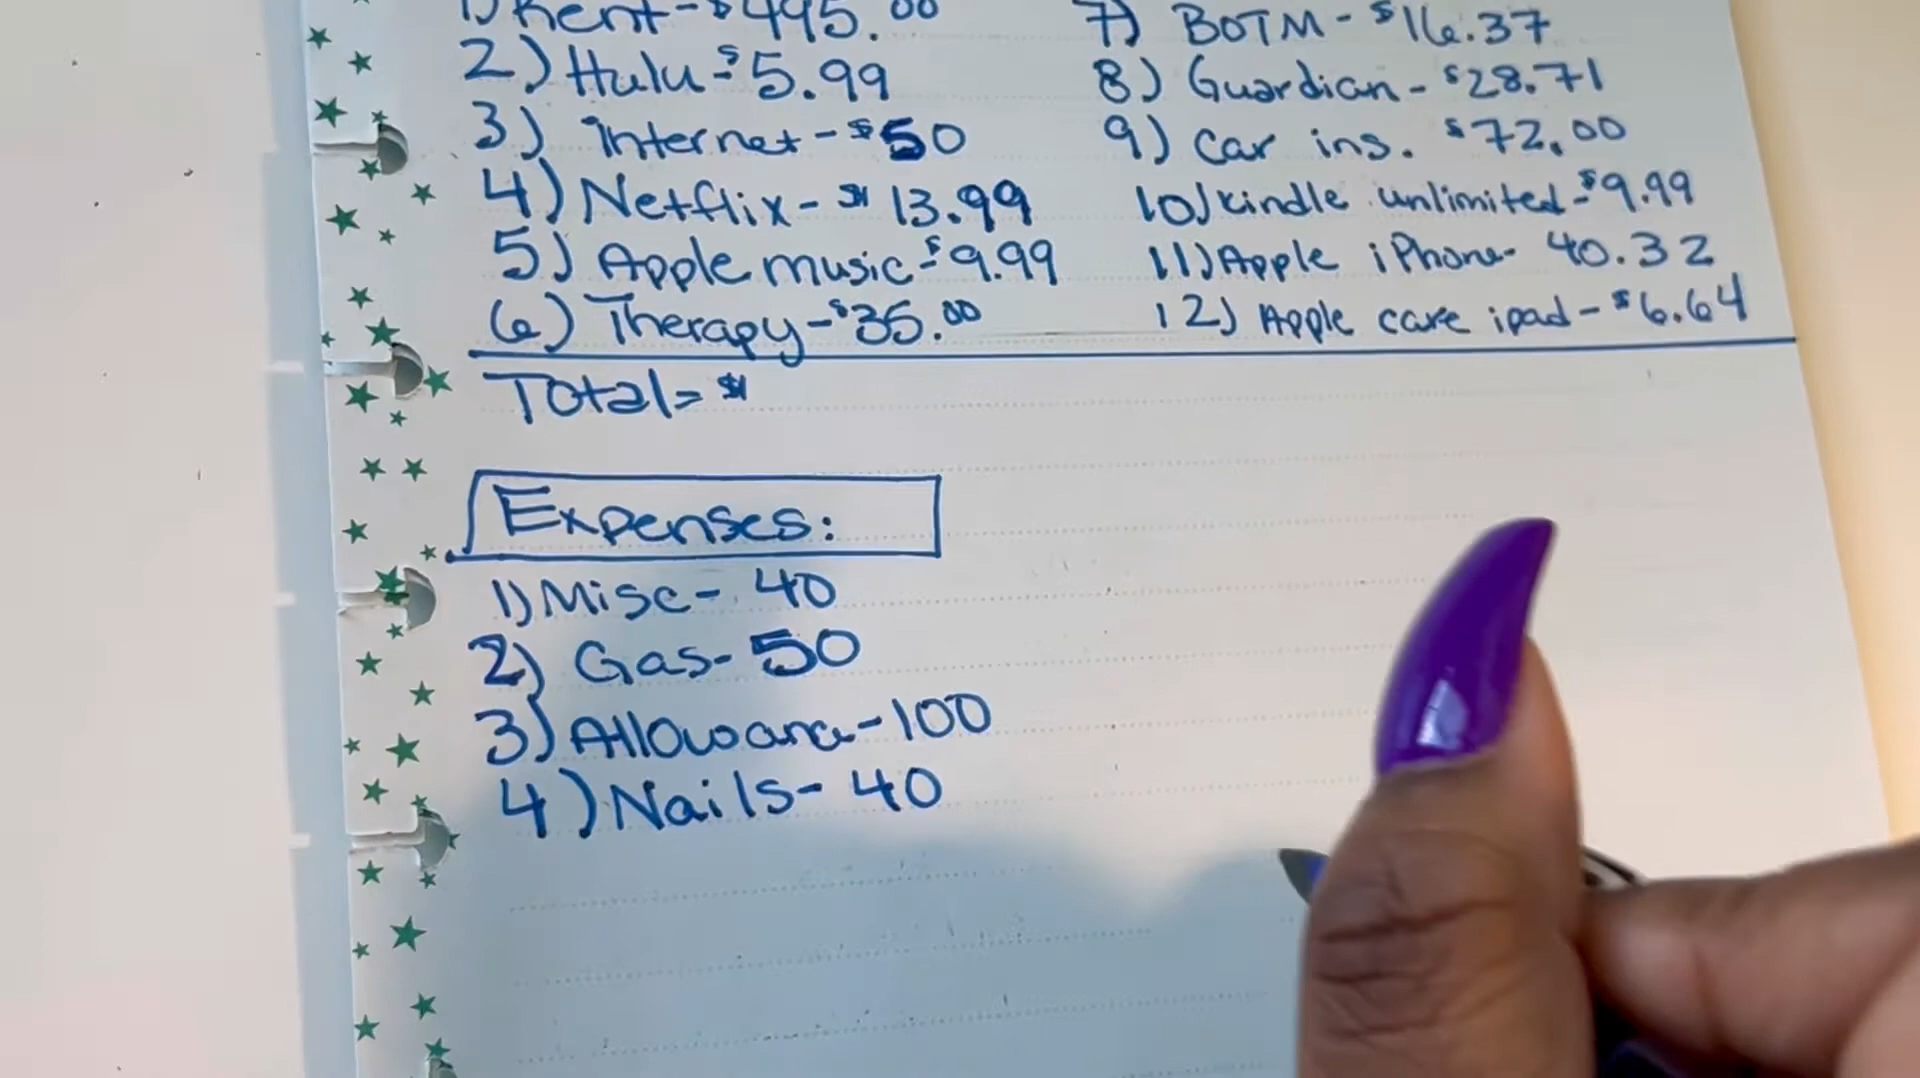 1) Rent-$495.00
2) Hulu-$5.99
3) Internet-$50
4) Netflix-$13.99
5) Apple music-$9.99
6) Therapy-$35.00
7) BOTM-$16.37
8) Guardian-$28.71
9) Car ins. $72.00
10) Kindle unlimited-$9.99
11) Apple iPhone- 40.32
12) Apple care ipad-$6.64
Total= $
Expenses:
1) Misc- 40
2) Gas- 50
3) Allowance-100
4) Nails- 40